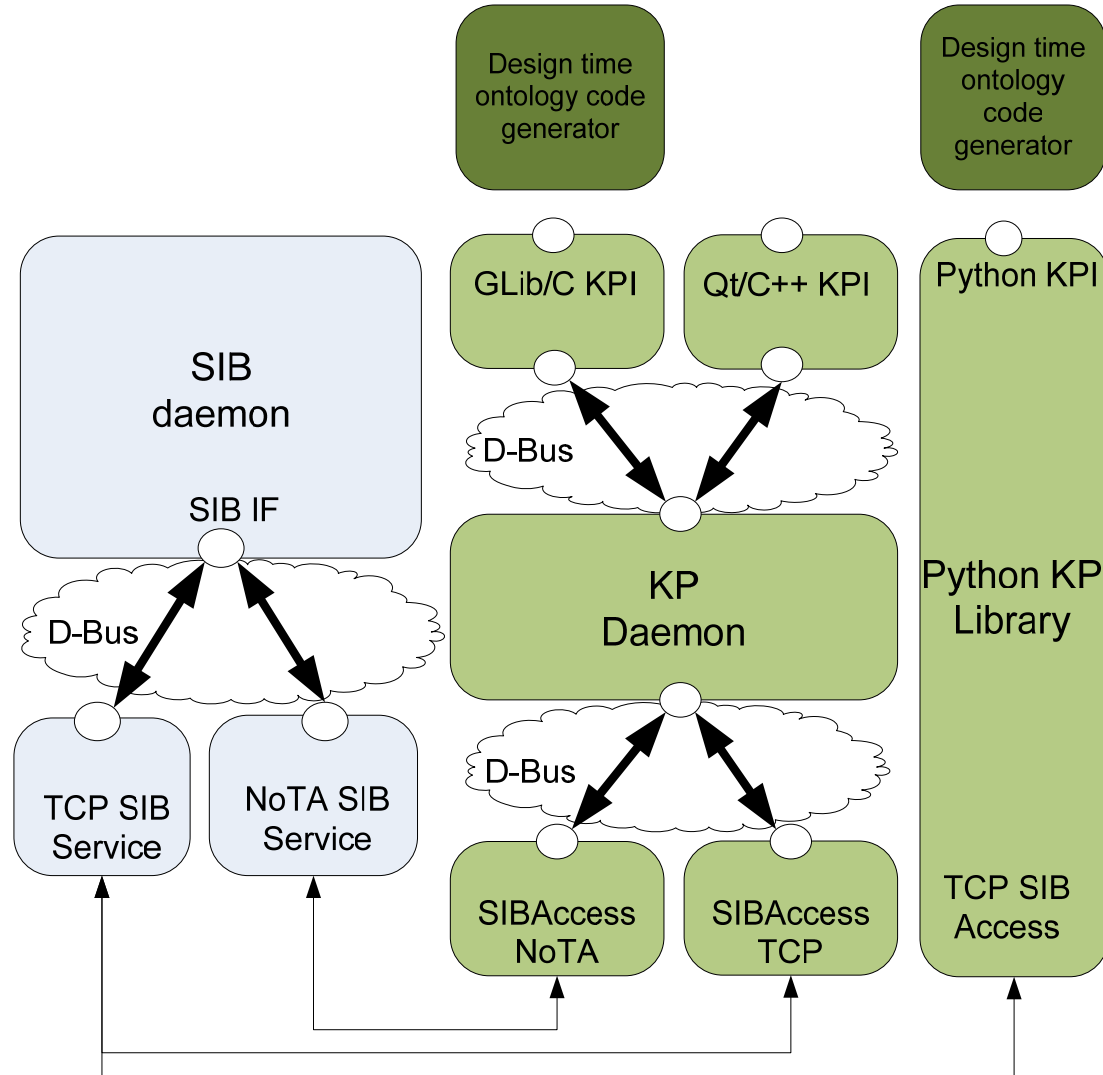 Design time
ontology code
generator
Design time
ontology
code
generator
GLib/C KPI
Qt/C++ KPI
Python KPI
SIB
daemon
SIB IF
D-Bus
D-Bus
KP
Daemon
Python KP
Library
D-Bus
TCP SIB
Service
NoTA SIB
Service
SIBAccess
NoTA
SIBAccess
TCP
TCP SIB
Access